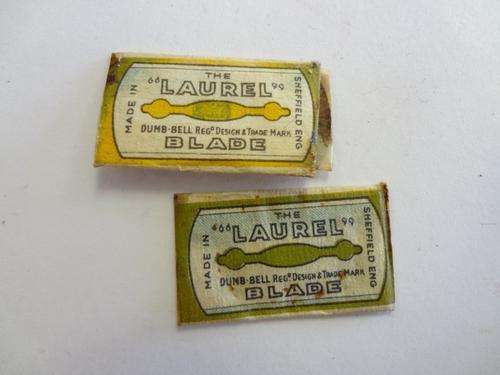 THE
"LAUREL"
MADE IN
SHEFFIELD ENG
DUMB-BELL REGD DESIGN & TRADE MARK
BLADE
THE
"LAUREL"
MADE IN
SHEFFIELD ENG
DUMB-BELL REGD DESIGN & TRADE MARK
BLADE